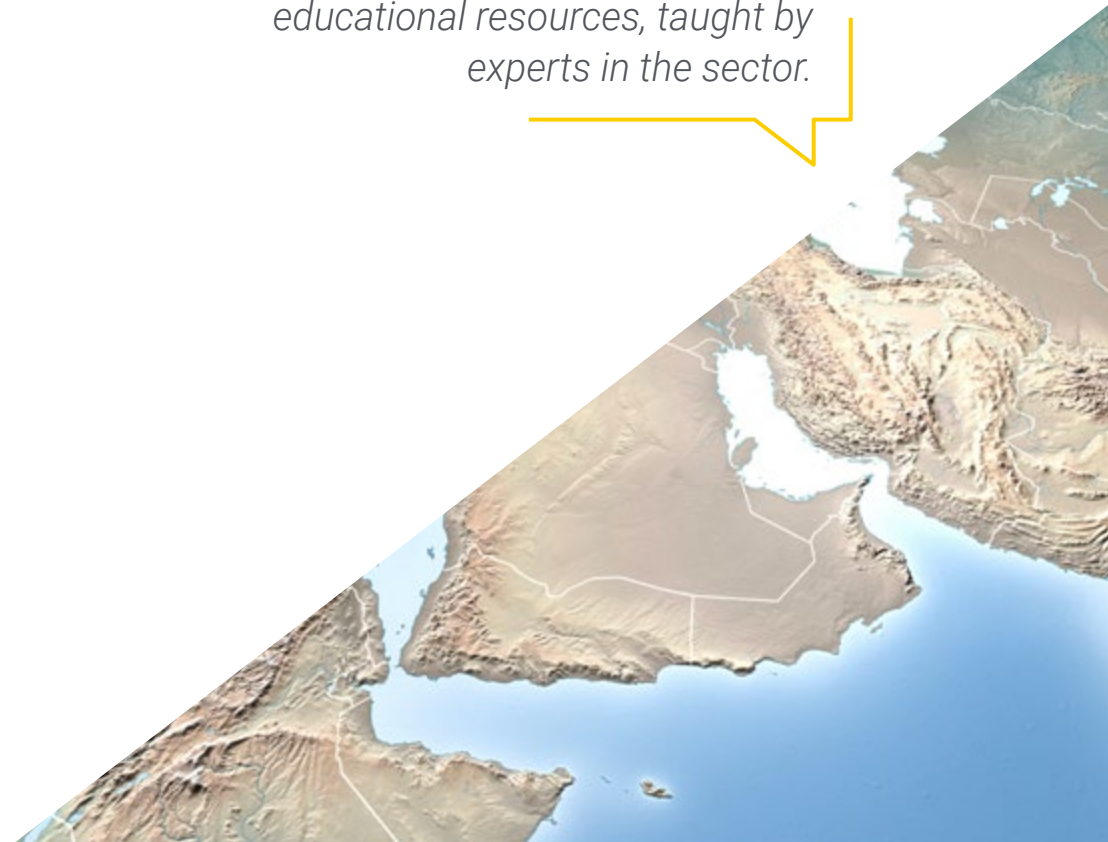 educational resources, taught by
experts in the sector.